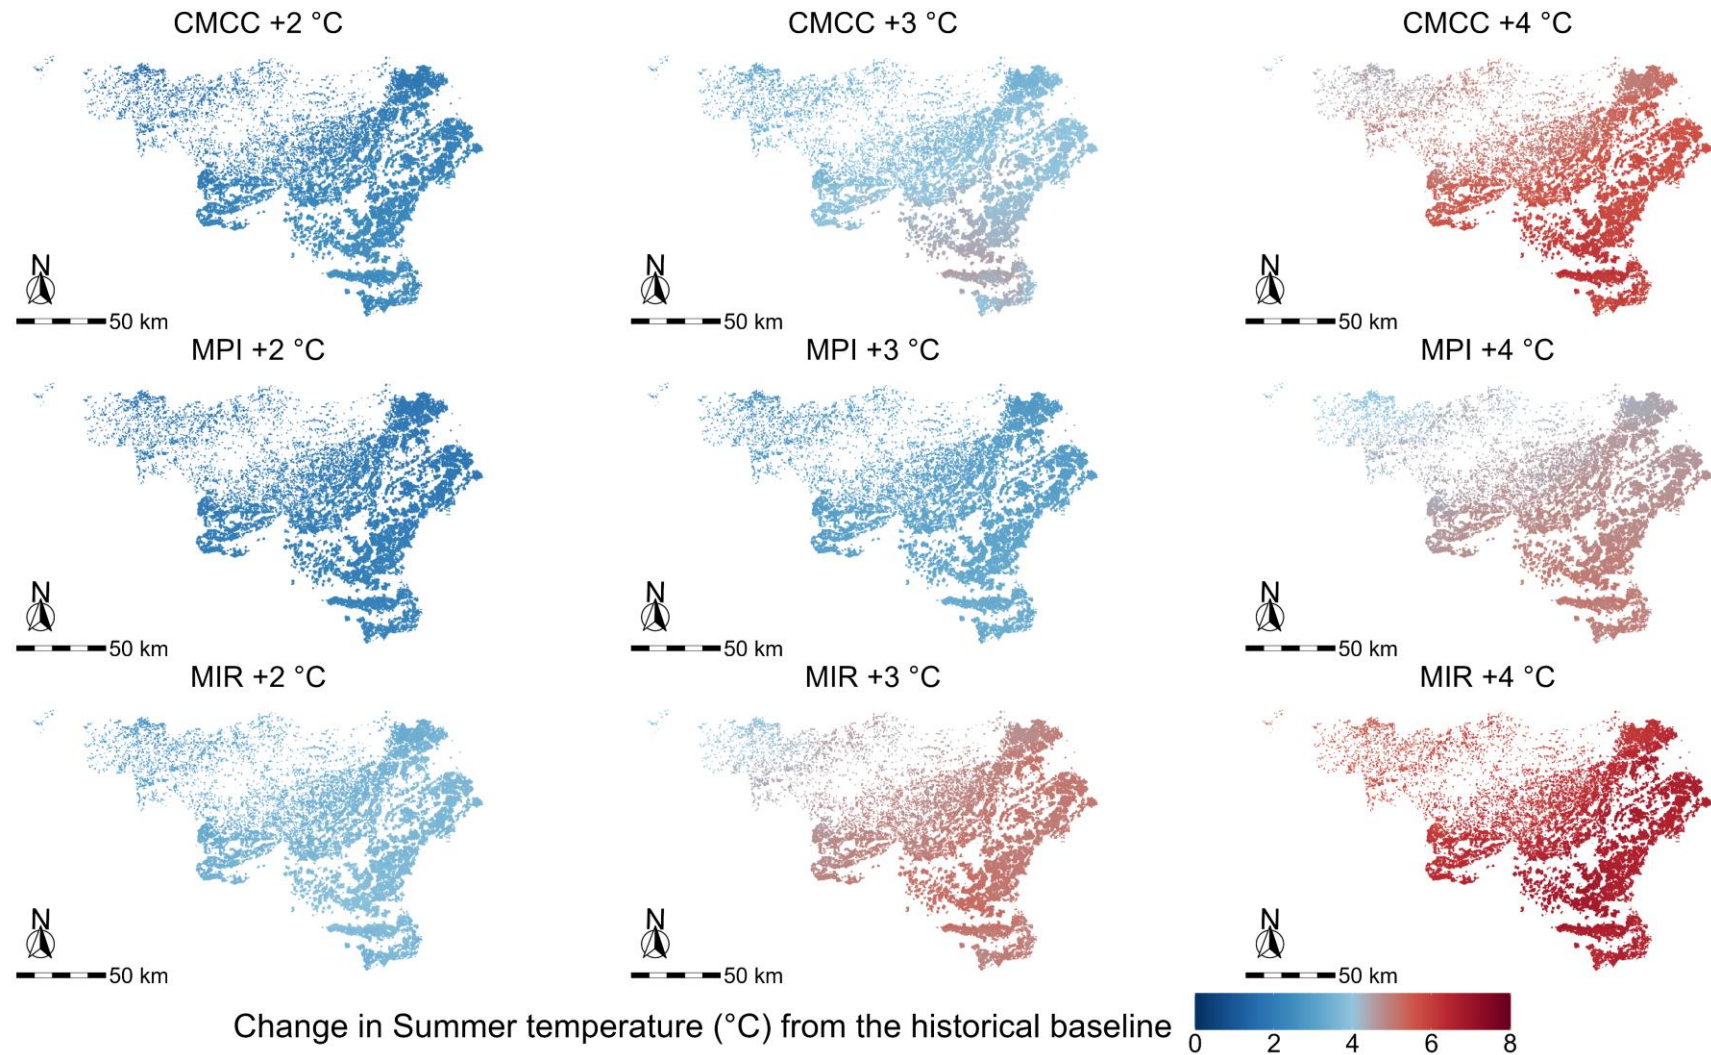 CMCC +2 °C CMCC +3 °C CMCC +4 °C
N N N
50 km 50 km 50 km
MPI +2 °C MPI +3 °C MPI +4 °C
N N N
50 km 50 km 50 km
MIR +2 °C MIR +3 °C MIR +4 °C
N N N
50 km 50 km 50 km
Change in Summer temperature (°C) from the historical baseline
0 2 4 6 8